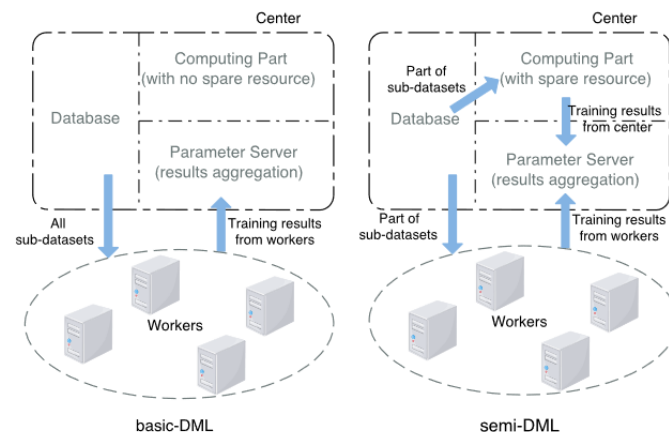 Center
Computing Part
(with no spare resource)
Database
Parameter Server
(results aggregation)
All
sub-datasets
Training results
from workers
Workers
basic-DML
Center
Computing Part
(with spare resource)
Part of
sub-datasets
Database
Training results
from center
Parameter Server
(results aggregation)
Part of
sub-datasets
Training results
from workers
Workers
semi-DML